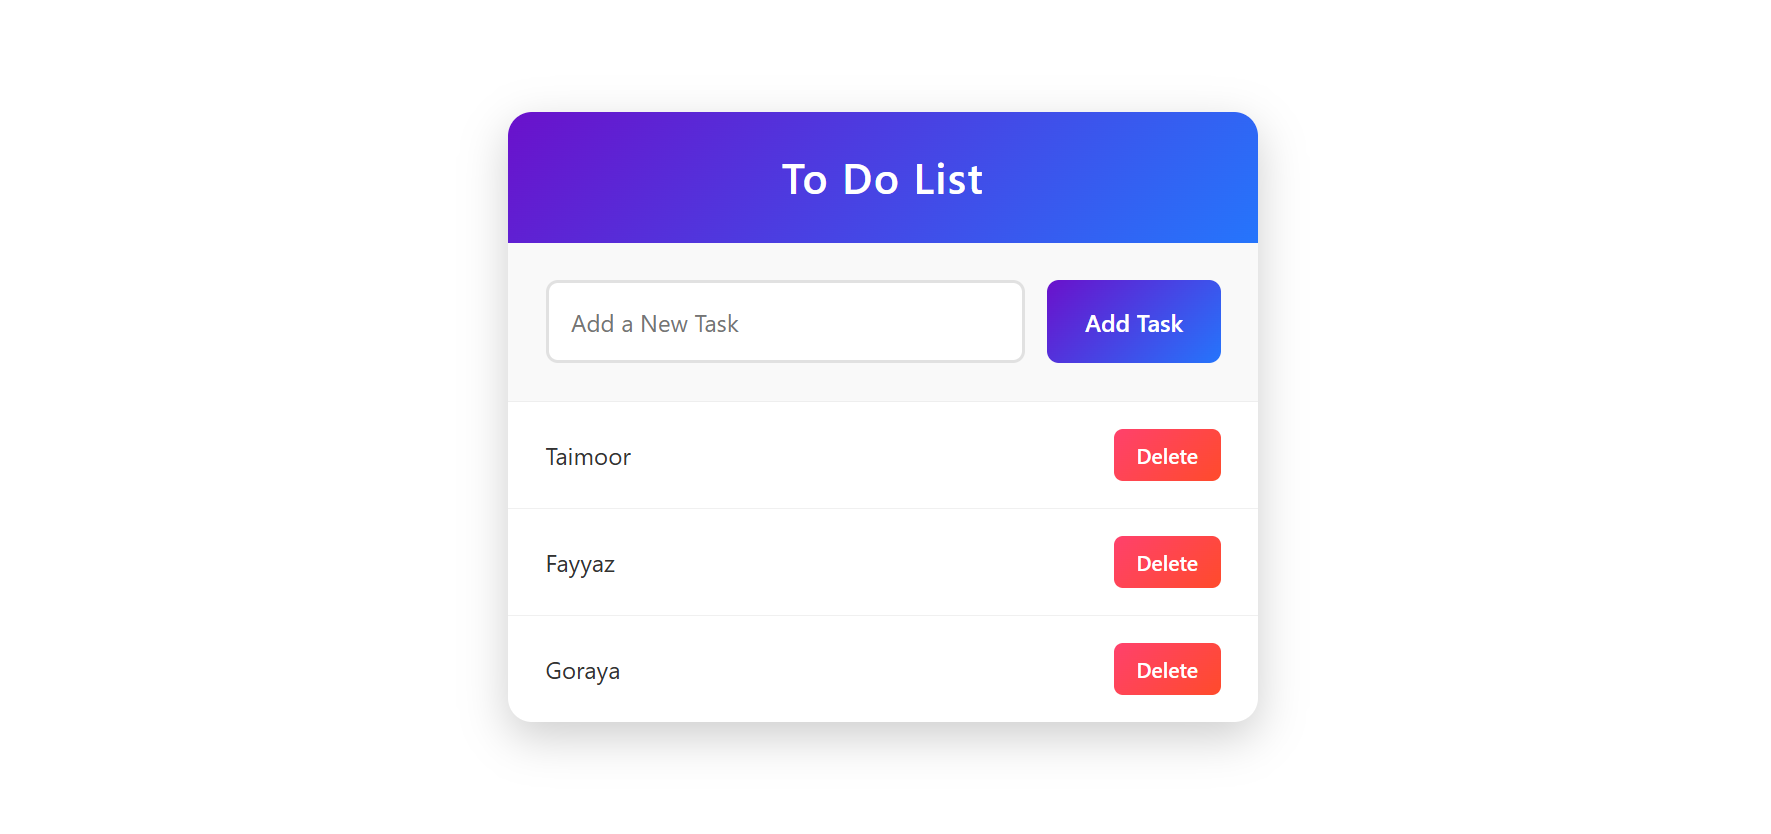 To Do List
Add a New Task
Add Task
Taimoor
Delete
Fayyaz
Delete
Goraya
Delete